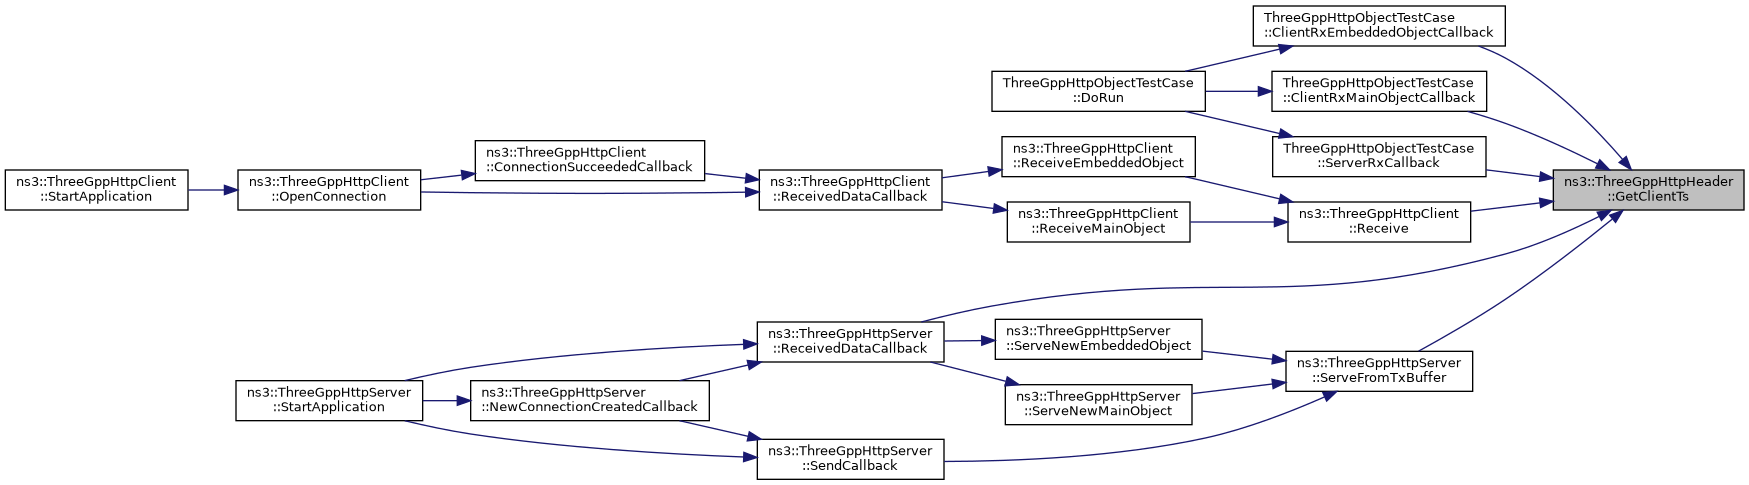 ThreeGppHttpObjectTestCase
::ClientRxEmbeddedObjectCallback
ThreeGppHttpObjectTestCase
::DoRun
ThreeGppHttpObjectTestCase
::ClientRxMainObjectCallback
ns3::ThreeGppHttpClient
::ConnectionSucceededCallback
ns3::ThreeGppHttpClient
::ReceiveEmbeddedObject
ThreeGppHttpObjectTestCase
::ServerRxCallback
ns3::ThreeGppHttpClient
::StartApplication
ns3::ThreeGppHttpClient
::OpenConnection
ns3::ThreeGppHttpClient
::ReceivedDataCallback
ns3::ThreeGppHttpHeader
::GetClientTs
ns3::ThreeGppHttpClient
::ReceiveMainObject
ns3::ThreeGppHttpClient
::Receive
ns3::ThreeGppHttpServer
::ReceivedDataCallback
ns3::ThreeGppHttpServer
::ServeNewEmbeddedObject
ns3::ThreeGppHttpServer
::ServeFromTxBuffer
ns3::ThreeGppHttpServer
::StartApplication
ns3::ThreeGppHttpServer
::NewConnectionCreatedCallback
ns3::ThreeGppHttpServer
::ServeNewMainObject
ns3::ThreeGppHttpServer
::SendCallback